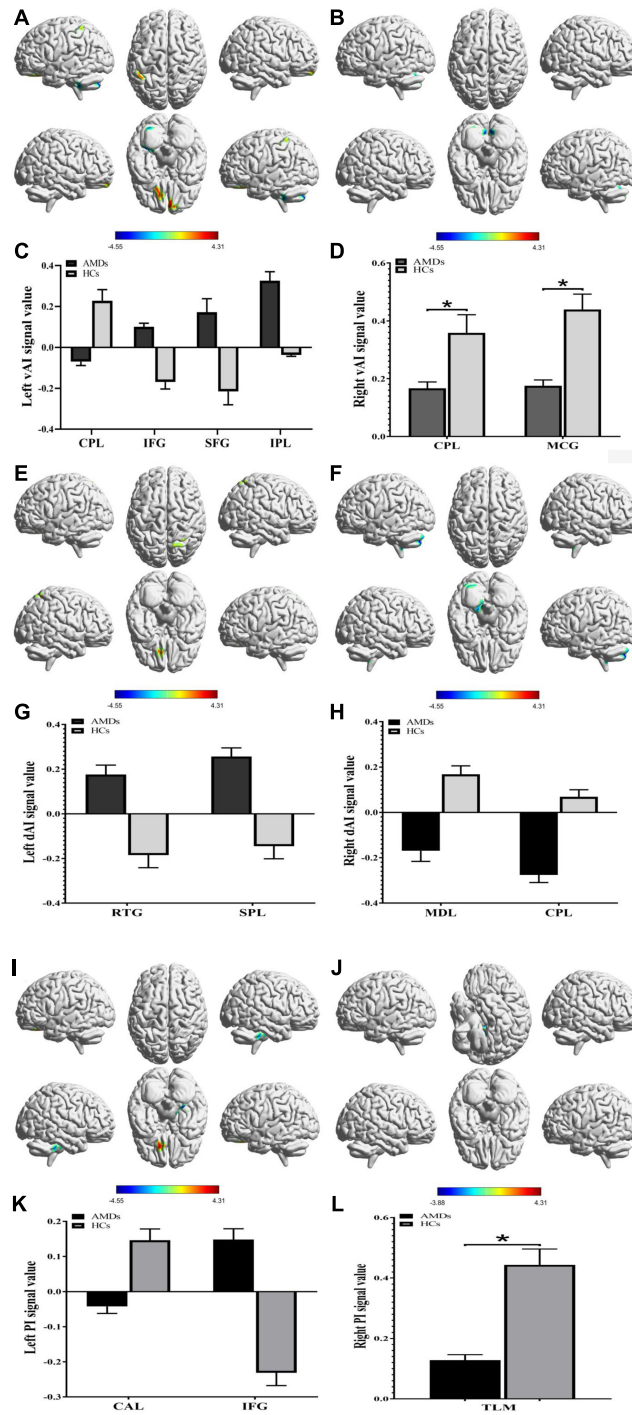 A
B
-4.55 4.31
-4.55 4.31
C
AMDs
HCs
Left vAI signal value
0.4
0.2
0.0
-0.2
-0.4
CPL IFG SFG IPL
D
AMDs
HCs
Right vAI signal value
0.6
0.4
0.2
0.0
*
*
CPL MCG
E
F
-4.55 4.31
-4.55 4.31
G
AMDs
HCs
Left dAI signal value
0.4
0.2
0.0
-0.2
-0.4
RTG SPL
H
AMDs
HCs
Right dAI signal value
0.4
0.2
0.0
-0.2
-0.4
MDL CPL
I
J
-4.55 4.31
-3.88 4.31
K
AMDs
HCs
Left PI signal value
0.2
0.1
0.0
-0.1
-0.2
-0.3
CAL IFG
L
AMDs
HCs
Right PI signal value
0.6
0.4
0.2
0.0
*
TLM